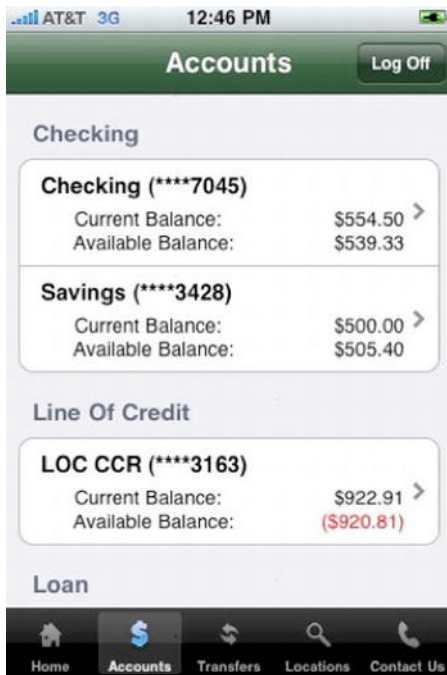 AT&T 3G 12:46 PM
Accounts Log Off
Checking
Checking (****7045)
Current Balance: $554.50
Available Balance: $539.33
Savings (****3428)
Current Balance: $500.00
Available Balance: $505.40
Line Of Credit
LOC CCR (****3163)
Current Balance: $922.91
Available Balance: ($920.81)
Loan
Home Accounts Transfers Locations Contact Us